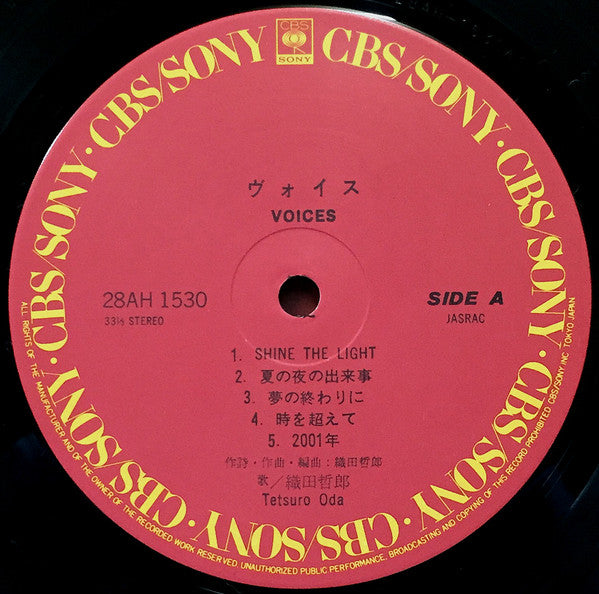 CBS
SONY
CBS/SONY · CBS/SONY · CBS/SONY · CBS/SONY · CBS/SONY · CBS/SONY · CBS/SONY · CBS/SONY
ヴォイス
VOICES
28AH 1530
33⅓ STEREO
SIDE A
JASRAC
1. SHINE THE LIGHT
2. 夏の夜の出来事
3. 夢の終わりに
4. 時を超えて
5. 2001年
作詩・作曲・編曲：織田哲郎
歌／織田哲郎
Tetsuro Oda
ALL RIGHTS OF THE MANUFACTURER AND OF THE OWNER OF THE RECORDED WORK RESERVED. UNAUTHORIZED PUBLIC PERFORMANCE, BROADCASTING AND COPYING OF THIS RECORD PROHIBITED CBS/SONY INC. TOKYO JAPAN